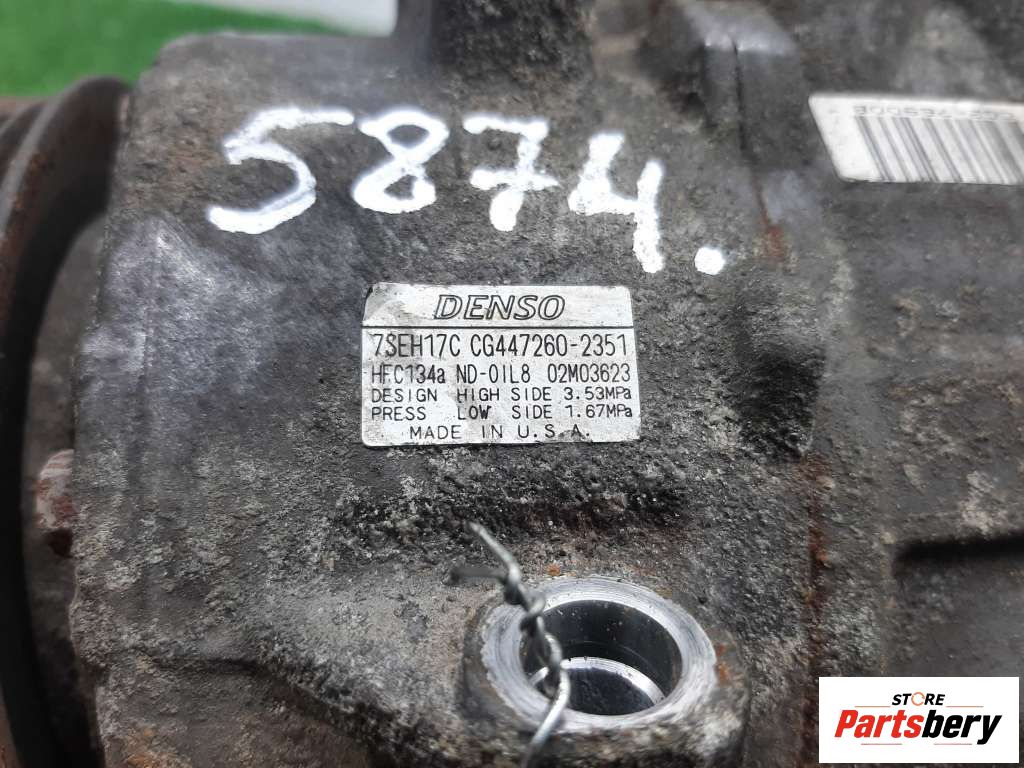 5874.
DENSO
7SEH17C CG447260-2351
HFC134a ND-OIL8 02M03623
DESIGN HIGH SIDE 3.53MPa
PRESS LOW SIDE 1.67MPa
MADE IN U.S.A.
STORE
Partsbery